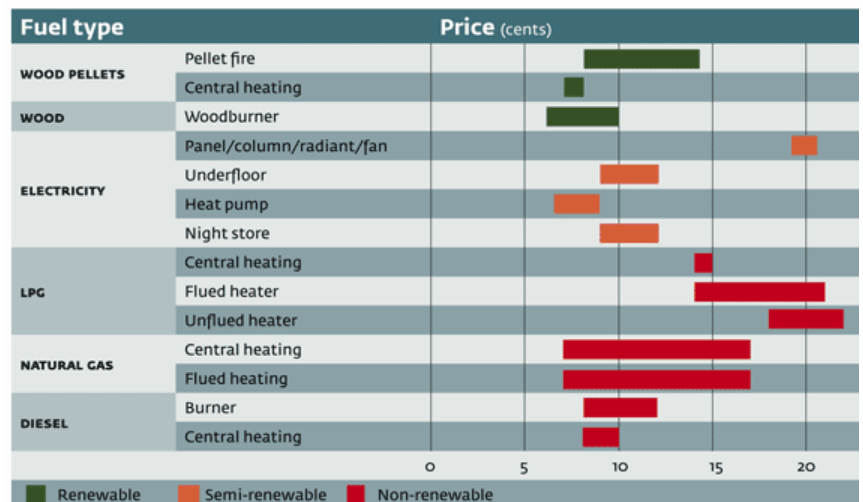 Fuel type Price (cents)
WOOD PELLETS
Pellet fire
Central heating
WOOD
Woodburner
ELECTRICITY
Panel/column/radiant/fan
Underfloor
Heat pump
Night store
LPG
Central heating
Flued heater
Unflued heater
NATURAL GAS
Central heating
Flued heating
DIESEL
Burner
Central heating
0 5 10 15 20
Renewable Semi-renewable Non-renewable